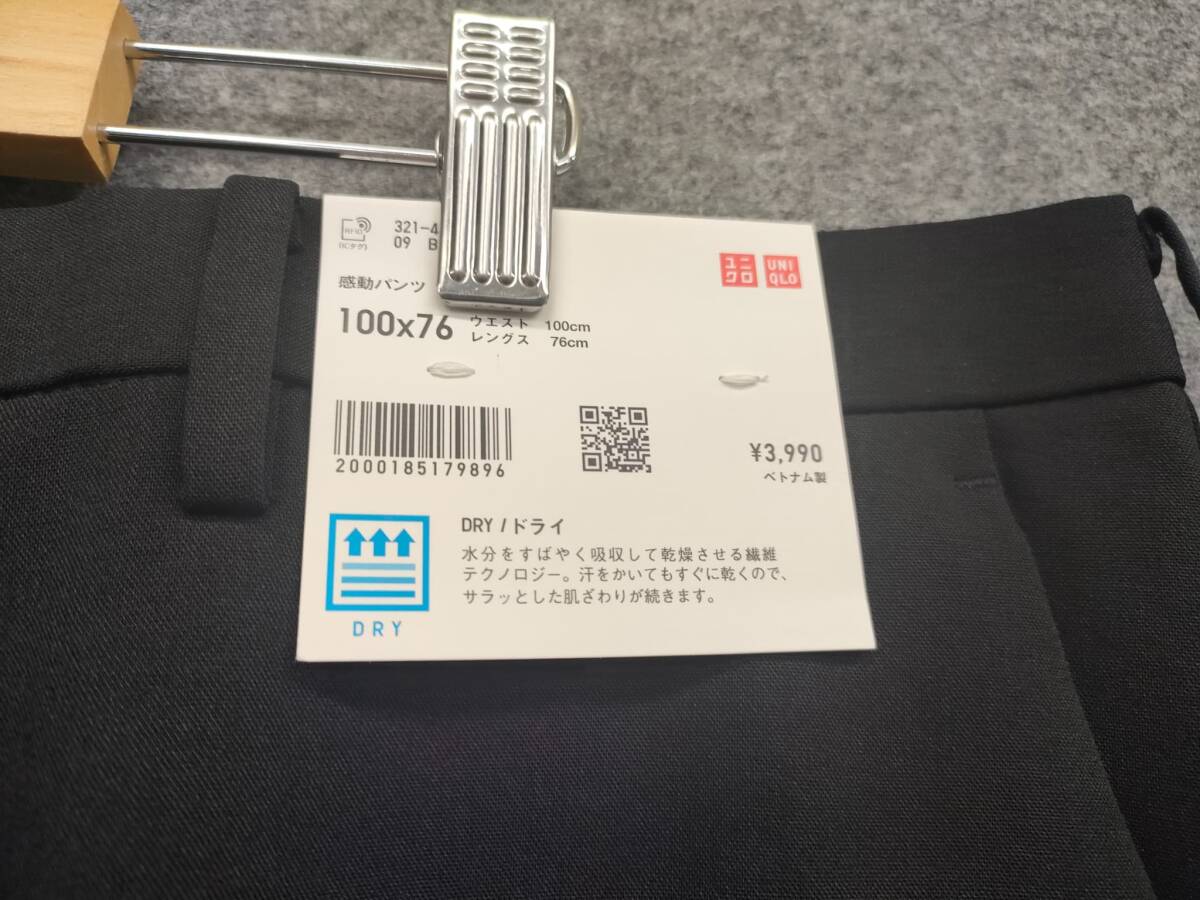 RFID
(ICタグ)
321-4
09 B
ユニ
クロ
UNI
QLO
感動パンツ
100x76
ウエスト 100cm
レングス 76cm
2000185179896
¥3,990
ベトナム製
DRY / ドライ
水分をすばやく吸収して乾燥させる繊維
テクノロジー。汗をかいてもすぐに乾くので、
サラッとした肌ざわりが続きます。
DRY